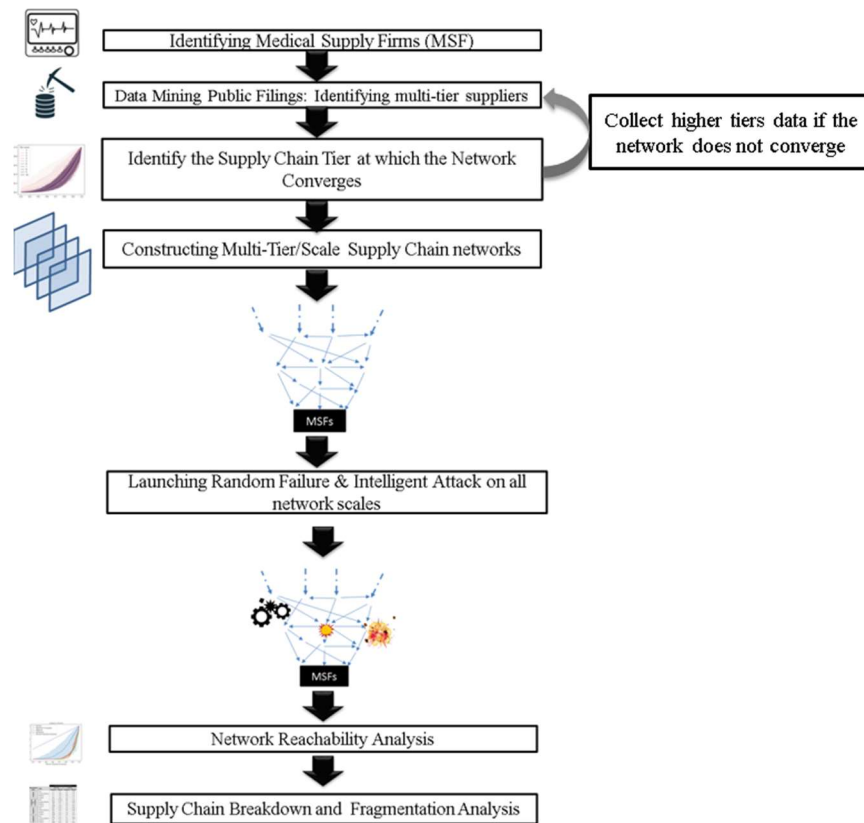 Identifying Medical Supply Firms (MSF)
Data Mining Public Filings: Identifying multi-tier suppliers
Collect higher tiers data if the
network does not converge
Identify the Supply Chain Tier at which the Network
Converges
Constructing Multi-Tier/Scale Supply Chain networks
MSFs
Launching Random Failure & Intelligent Attack on all
network scales
MSFs
Network Reachability Analysis
Supply Chain Breakdown and Fragmentation Analysis